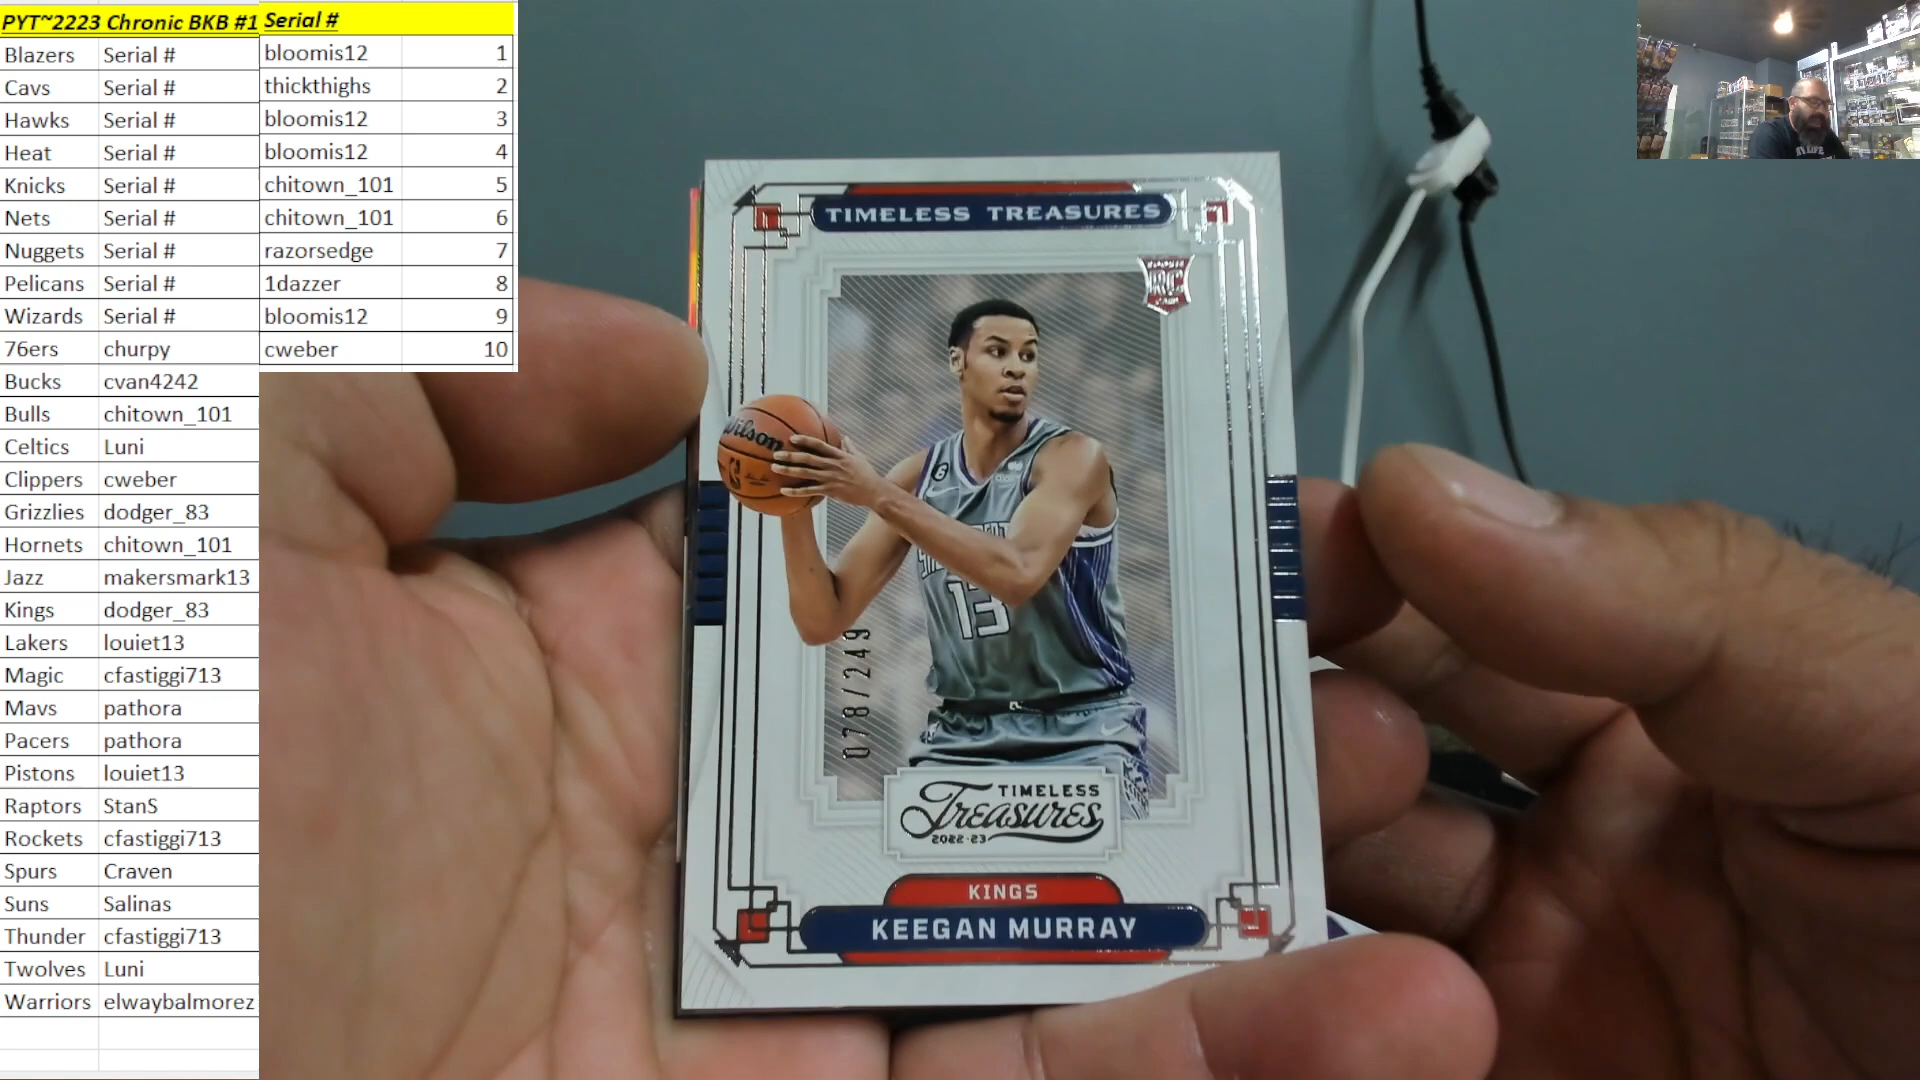 PYT~2223 Chronic BKB #1
Blazers Serial #
Cavs Serial #
Hawks Serial #
Heat Serial #
Knicks Serial #
Nets Serial #
Nuggets Serial #
Pelicans Serial #
Wizards Serial #
76ers churpy
Bucks cvan4242
Bulls chitown_101
Celtics Luni
Clippers cweber
Grizzlies dodger_83
Hornets chitown_101
Jazz makersmark13
Kings dodger_83
Lakers louiet13
Magic cfastiggi713
Mavs pathora
Pacers pathora
Pistons louiet13
Raptors StanS
Rockets cfastiggi713
Spurs Craven
Suns Salinas
Thunder cfastiggi713
Twolves Luni
Warriors elwaybalmorez
Serial #
bloomis12 1
thickthighs 2
bloomis12 3
bloomis12 4
chitown_101 5
chitown_101 6
razorsedge 7
1dazzer 8
bloomis12 9
cweber 10
TIMELESS TREASURES
RC
Wilson
6
13
078/249
TIMELESS
Treasures
2022-23
KINGS
KEEGAN MURRAY